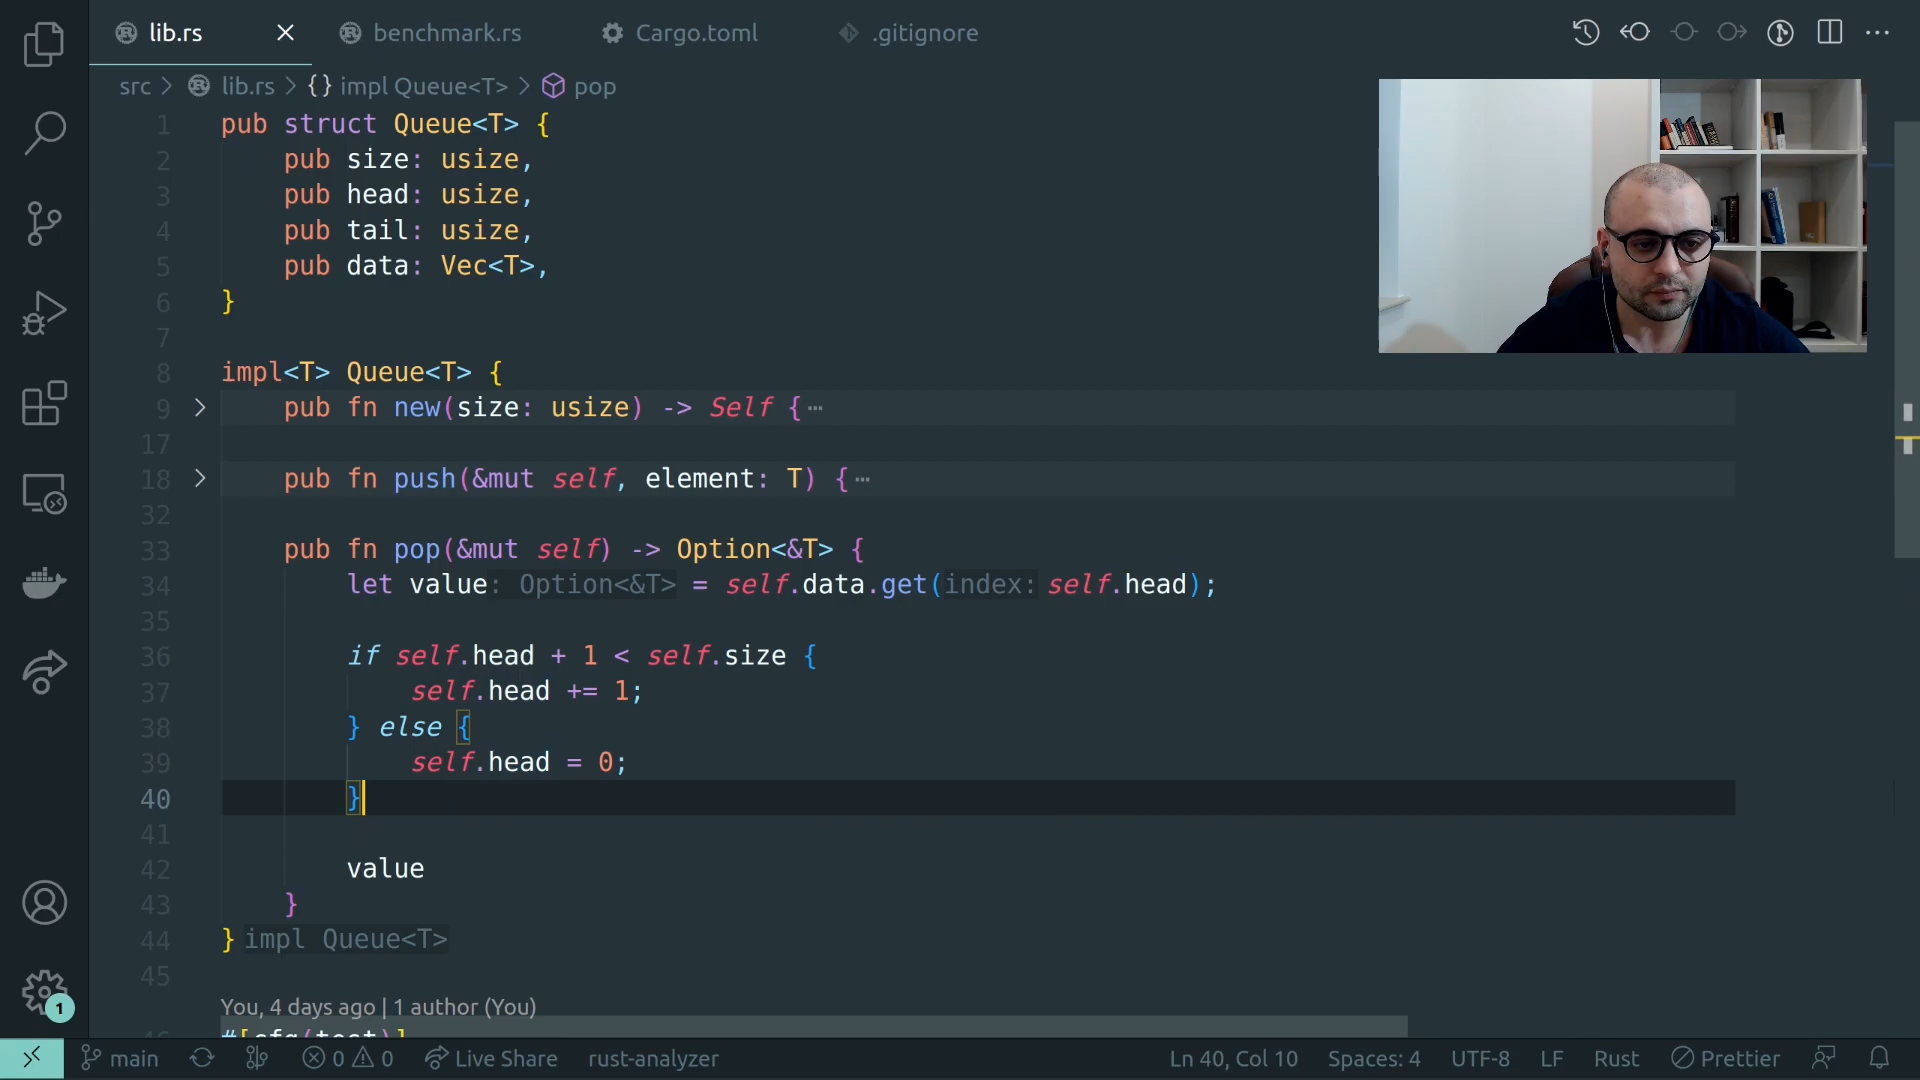 lib.rs
benchmark.rs
Cargo.toml
.gitignore
src > lib.rs > {} impl Queue<T> > pop
1 pub struct Queue<T> {
2 pub size: usize,
3 pub head: usize,
4 pub tail: usize,
5 pub data: Vec<T>,
6 }
7
8 impl<T> Queue<T> {
9 pub fn new(size: usize) -> Self {⋯
17
18 pub fn push(&mut self, element: T) {⋯
32
33 pub fn pop(&mut self) -> Option<&T> {
34 let value: Option<&T> = self.data.get(index: self.head);
35
36 if self.head + 1 < self.size {
37 self.head += 1;
38 } else {
39 self.head = 0;
40 }
41
42 value
43 }
44 } impl Queue<T>
45
You, 4 days ago | 1 author (You)
46 #[cfg(test)]
1
main
0 0
Live Share
rust-analyzer
Ln 40, Col 10
Spaces: 4
UTF-8
LF
Rust
Prettier